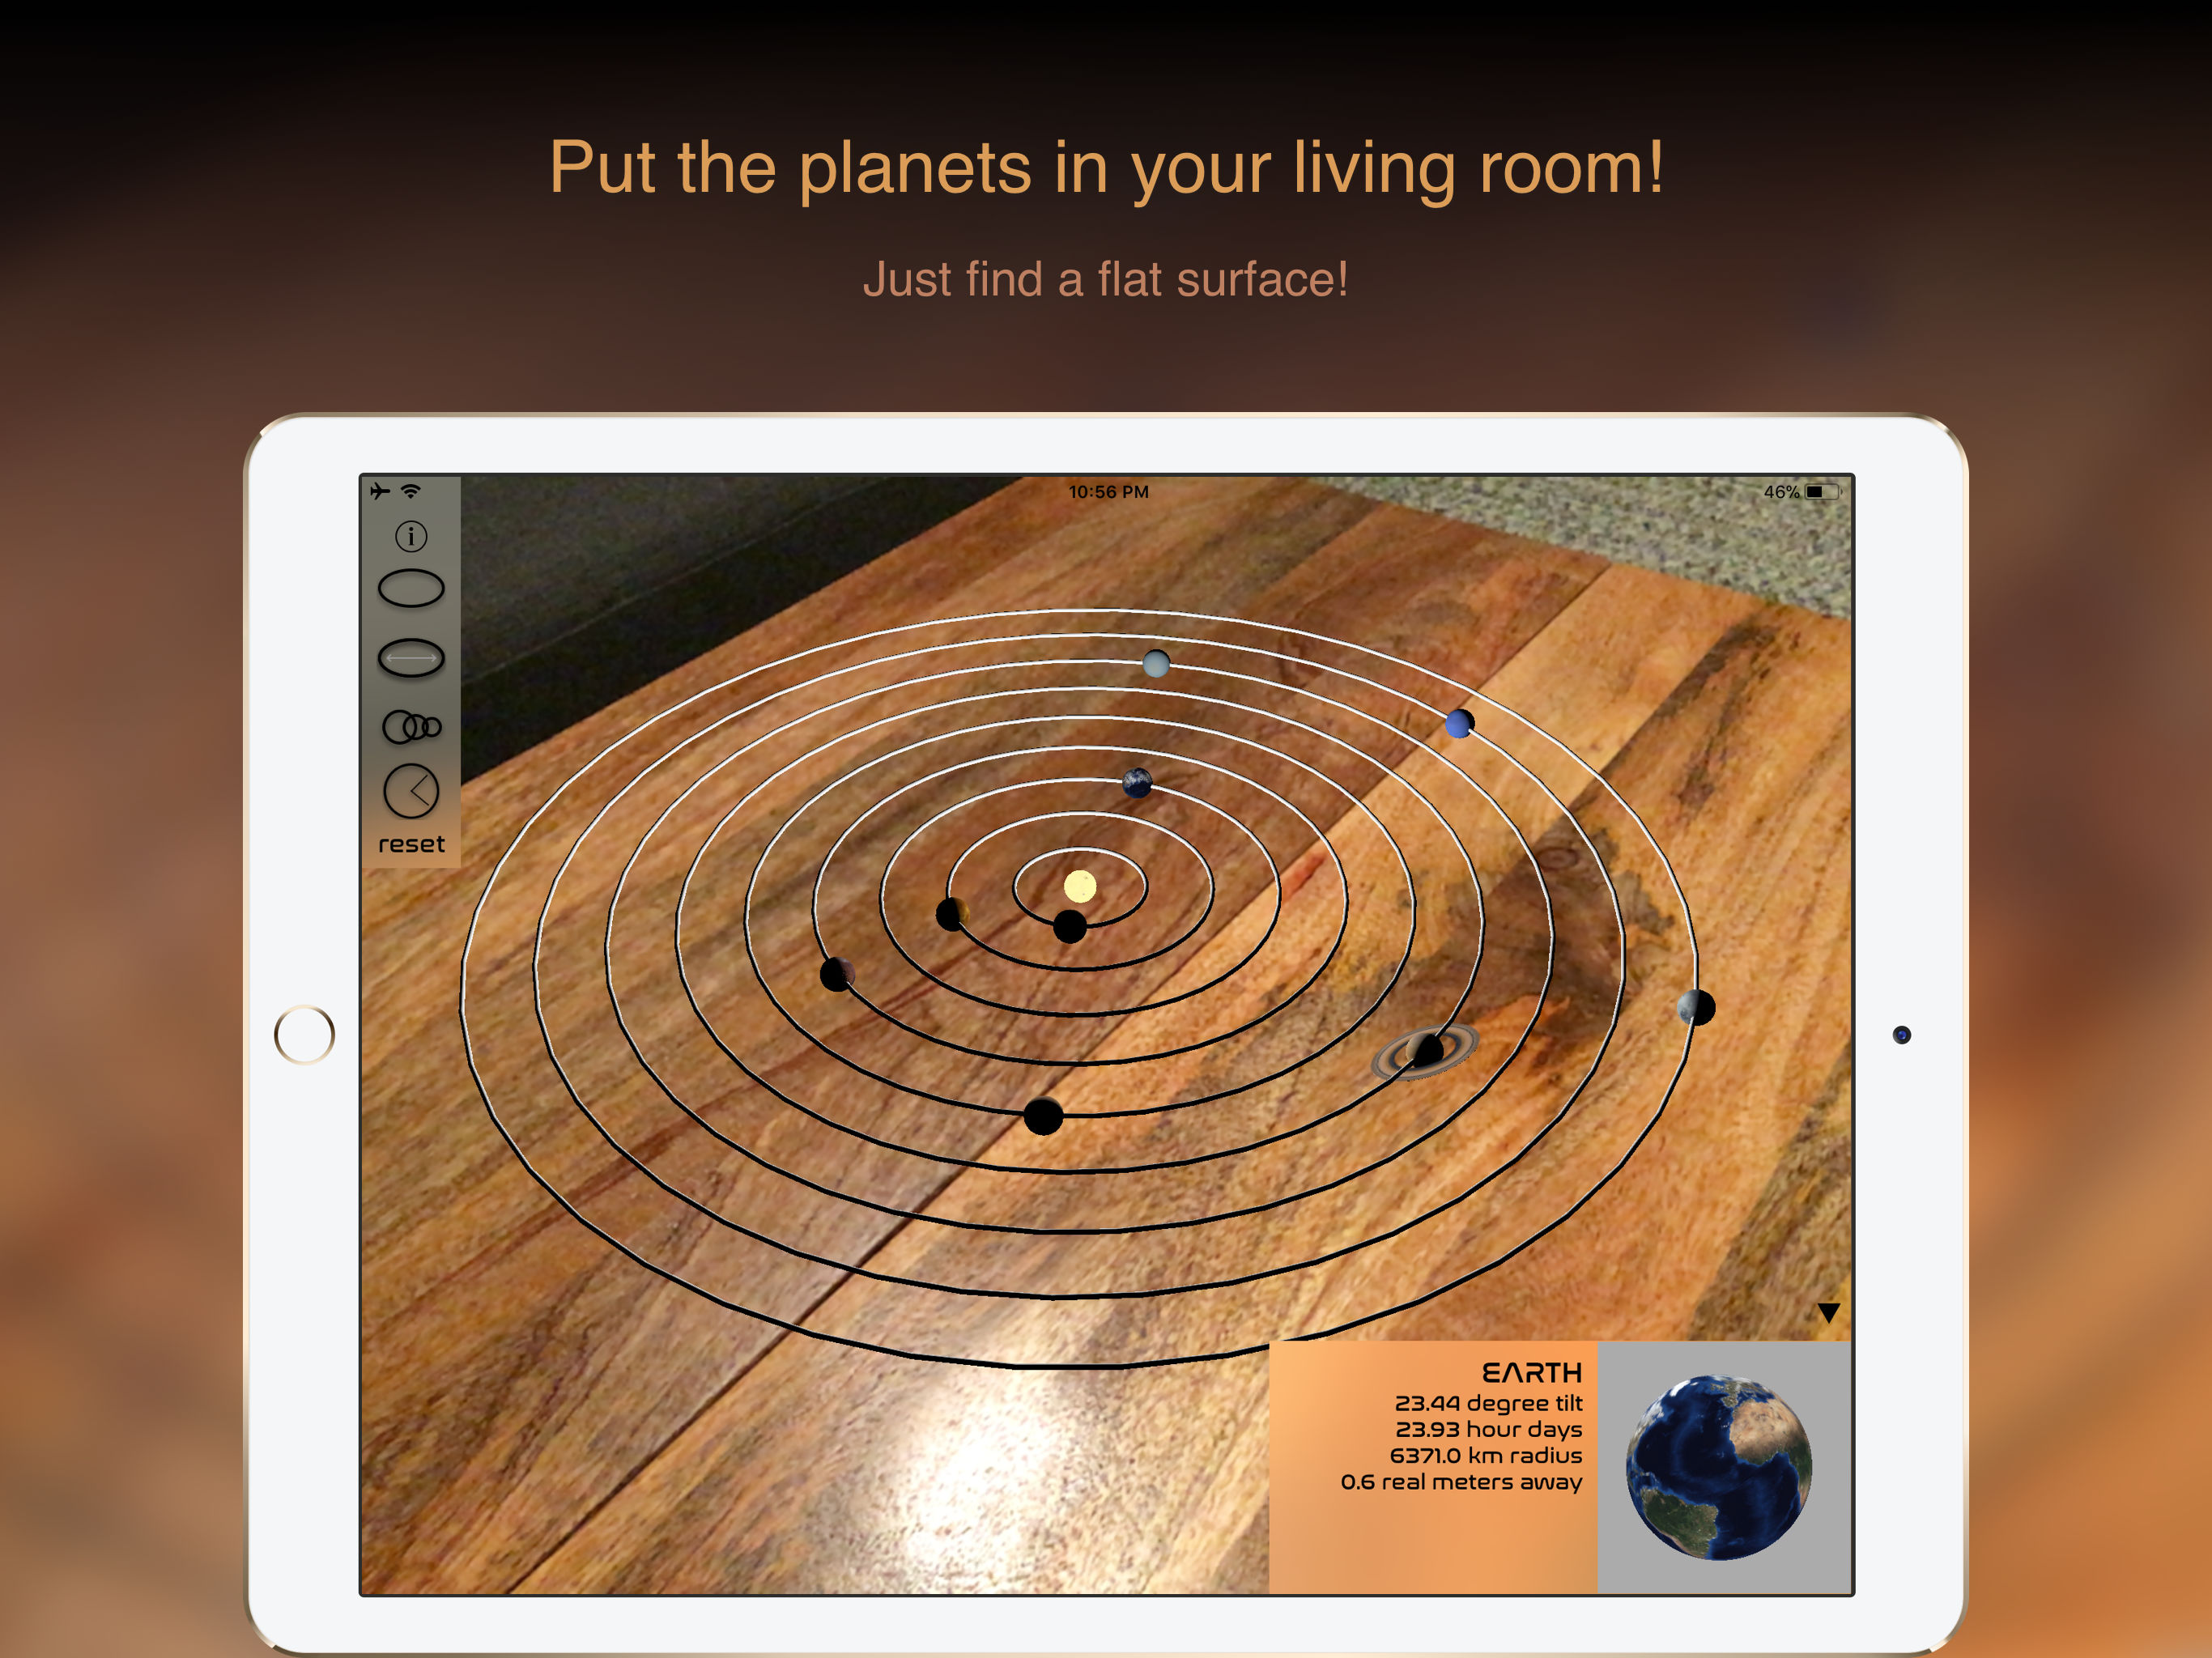 Put the planets in your living room!
Just find a flat surface!
10:56 PM
46%
i
reset
EARTH
23.44 degree tilt
23.93 hour days
6371.0 km radius
0.6 real meters away